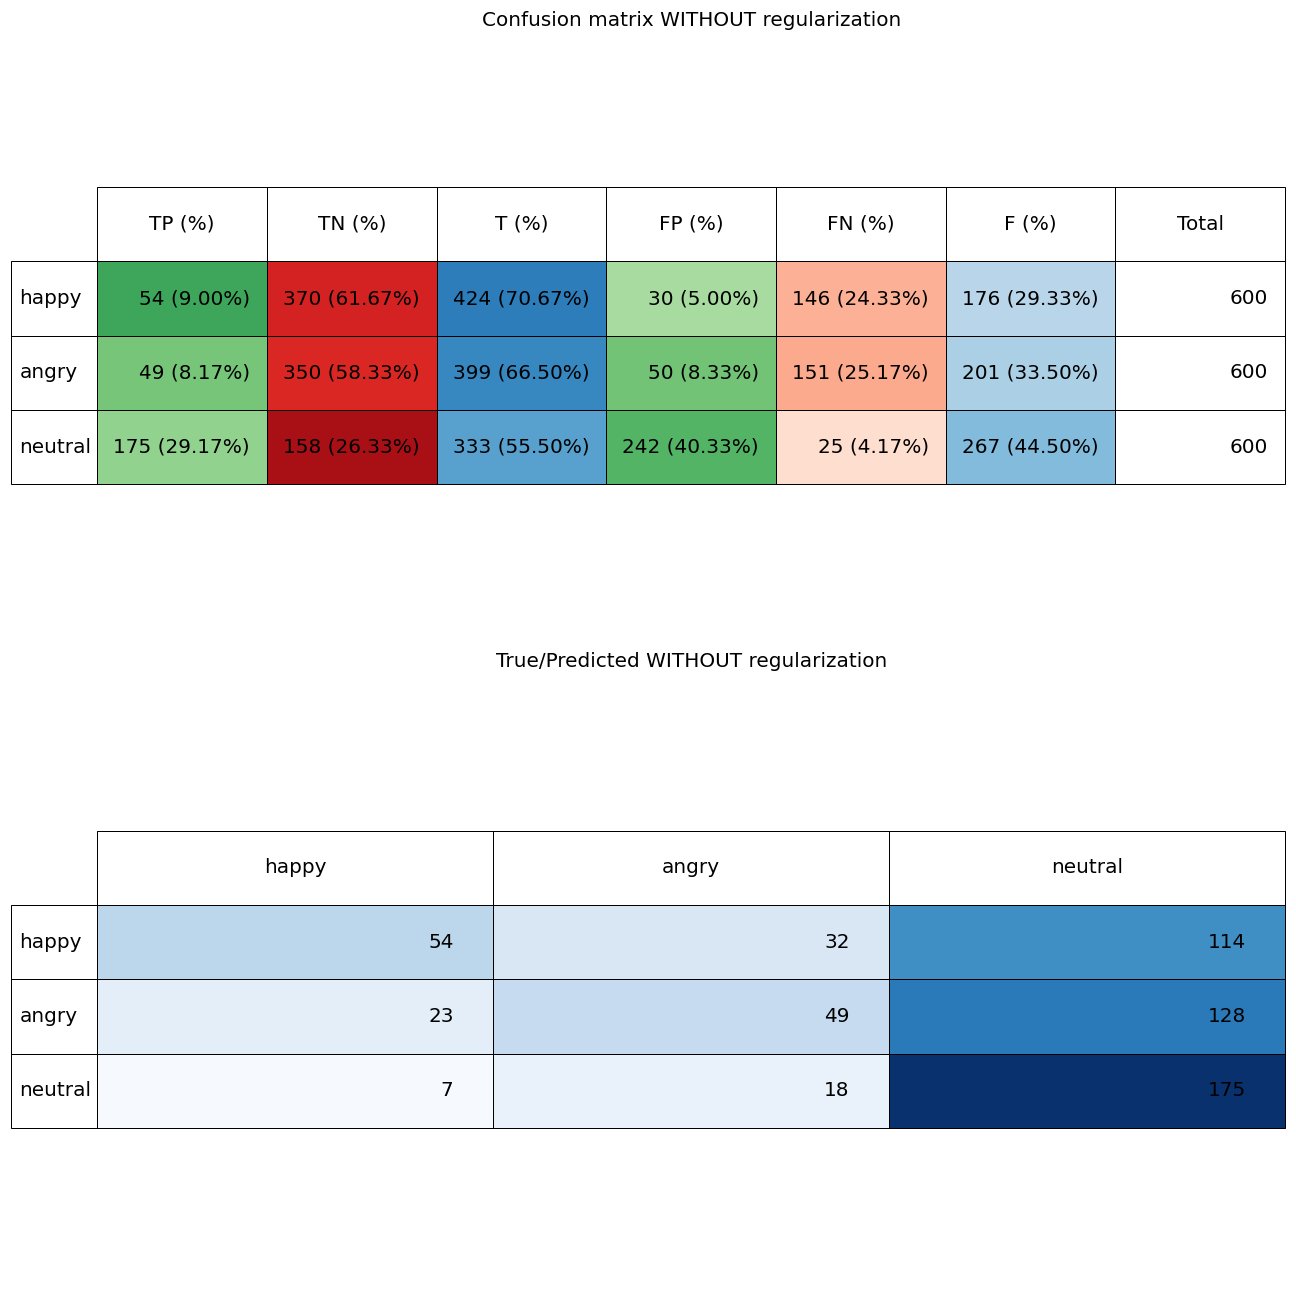 Confusion matrix WITHOUT regularization
TP (%) TN (%) T (%) FP (%) FN (%) F (%) Total
happy 54 (9.00%) 370 (61.67%) 424 (70.67%) 30 (5.00%) 146 (24.33%) 176 (29.33%) 600
angry 49 (8.17%) 350 (58.33%) 399 (66.50%) 50 (8.33%) 151 (25.17%) 201 (33.50%) 600
neutral 175 (29.17%) 158 (26.33%) 333 (55.50%) 242 (40.33%) 25 (4.17%) 267 (44.50%) 600
True/Predicted WITHOUT regularization
happy angry neutral
happy 54 32 114
angry 23 49 128
neutral 7 18 175